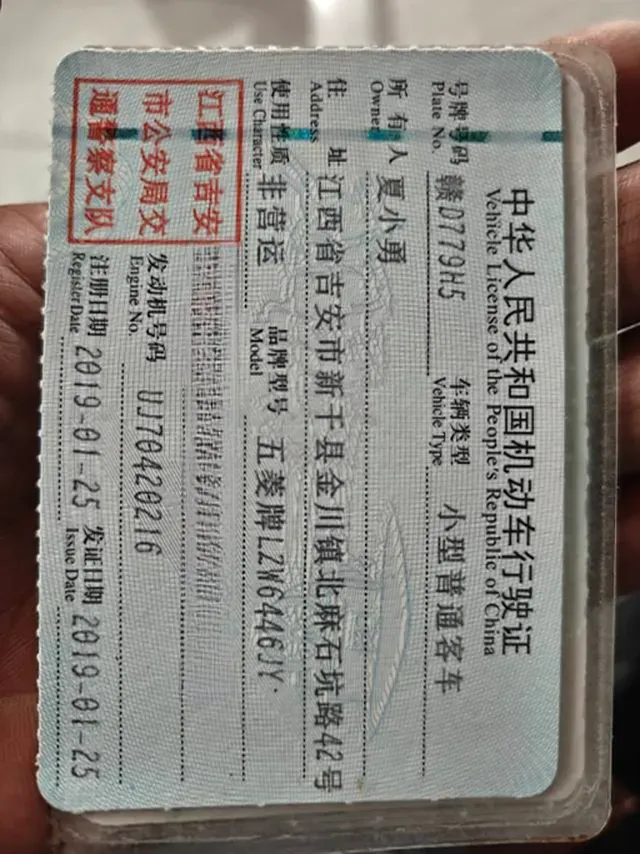 中华人民共和国机动车行驶证
Vehicle License of the People's Republic of China
号牌号码 赣D779H5 车辆类型 小型普通客车
Plate No. Vehicle Type
所有人 夏小勇
Owner
住址 江西省吉安市新干县金川镇北麻石坑路42号
Address
使用性质 非营运 品牌型号 五菱牌LZW6446JY
Use Character Model
江西省吉安
市公安局交
通警察支队
发动机号码 UJ70420216
Engine No.
注册日期 2019-01-25 发证日期 2019-01-25
Register Date Issue Date